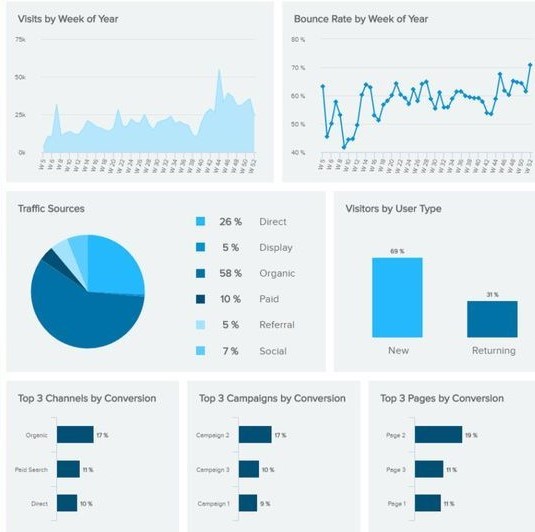 Visits by Week of Year
75k
50k
25k
0k
W 5 W 6 W 8 W 10 W 12 W 14 W 16 W 18 W 20 W 22 W 24 W 26 W 28 W 30 W 32 W 34 W 36 W 38 W 40 W 42 W 44 W 46 W 48 W 50 W 52
Bounce Rate by Week of Year
80 %
70 %
60 %
50 %
40 %
W 5 W 6 W 8 W 10 W 12 W 14 W 16 W 18 W 20 W 22 W 24 W 26 W 28 W 30 W 32 W 34 W 36 W 38 W 40 W 42 W 44 W 46 W 48 W 50 W 52
Traffic Sources
26 % Direct
5 % Display
58 % Organic
10 % Paid
5 % Referral
7 % Social
Visitors by User Type
69 %
31 %
New Returning
Top 3 Channels by Conversion
Organic 17 %
Paid Search 11 %
Direct 10 %
Top 3 Campaigns by Conversion
Campaign 2 17 %
Campaign 3 10 %
Campaign 1 9 %
Top 3 Pages by Conversion
Page 2 19 %
Page 3 11 %
Page 1 11 %